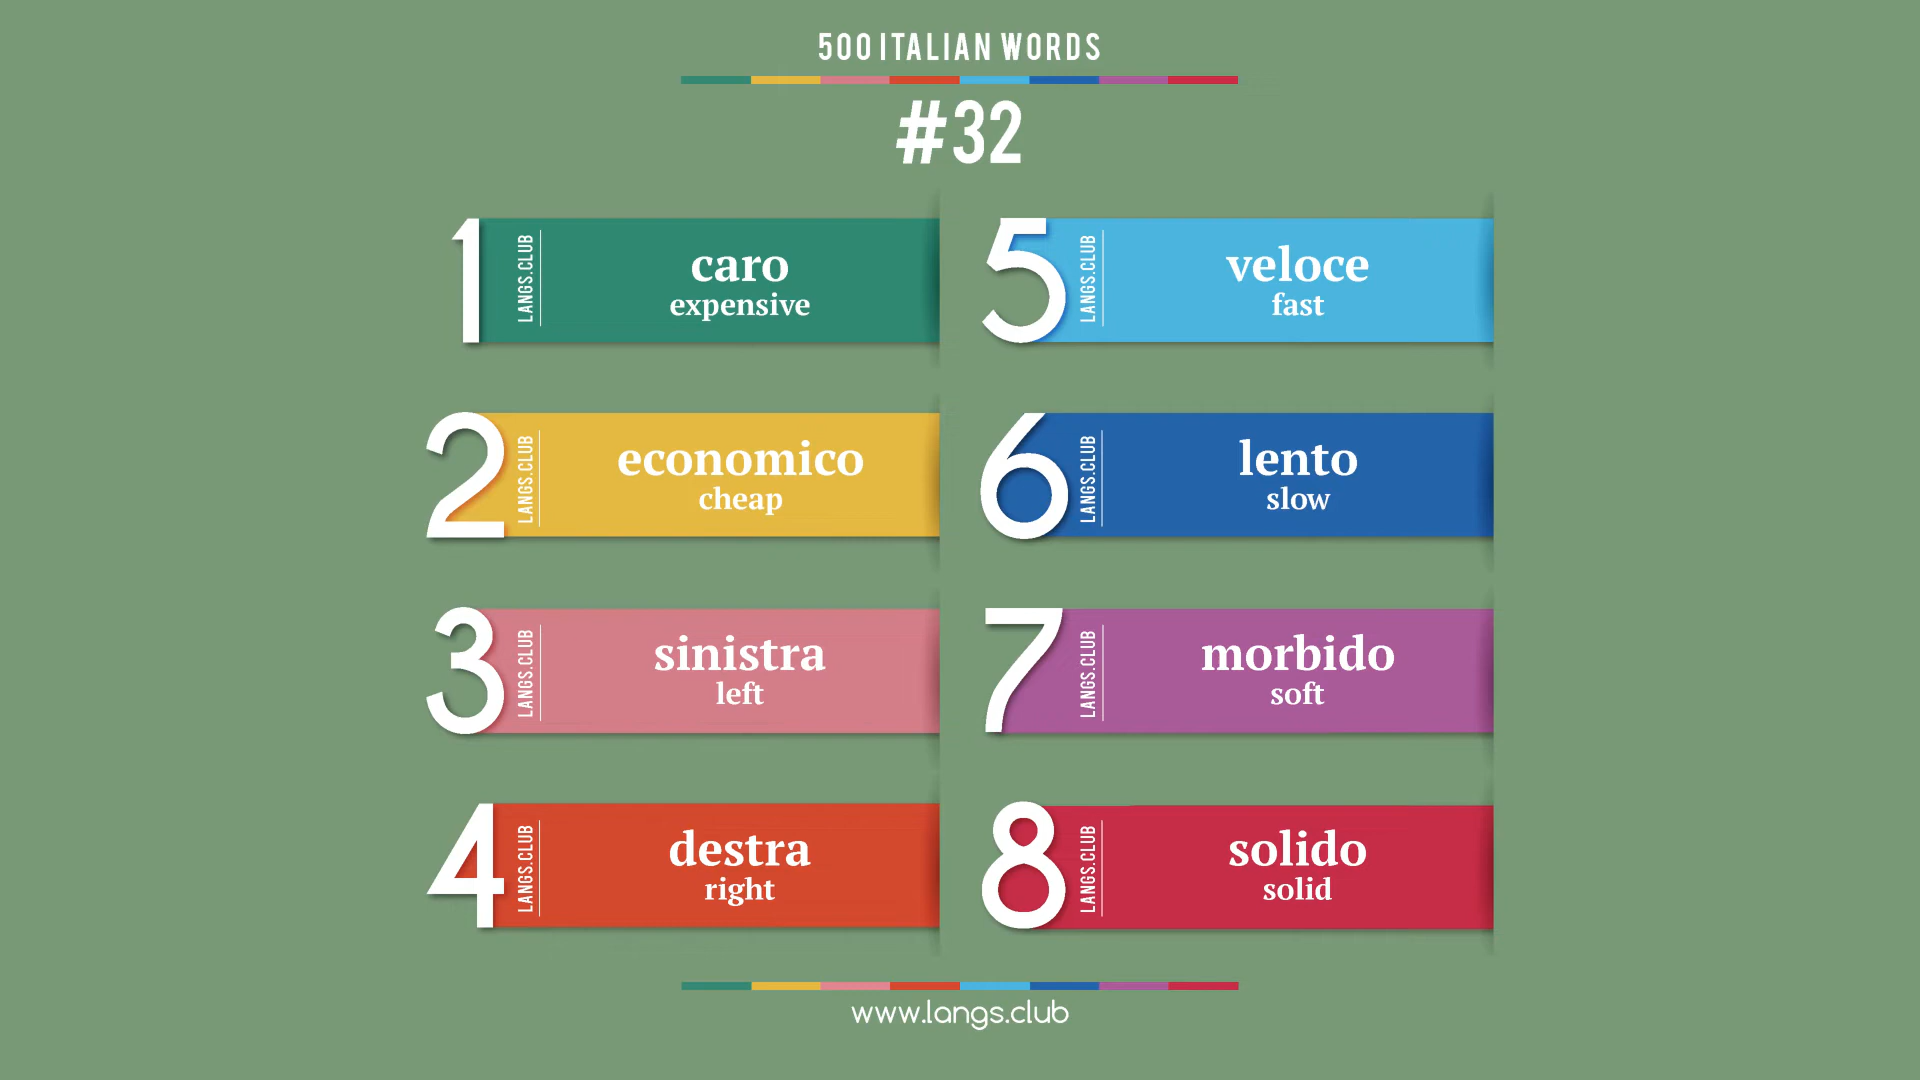 500 ITALIAN WORDS
#32
1
LANGS.CLUB
caro
expensive
2
LANGS.CLUB
economico
cheap
3
LANGS.CLUB
sinistra
left
4
LANGS.CLUB
destra
right
5
LANGS.CLUB
veloce
fast
6
LANGS.CLUB
lento
slow
7
LANGS.CLUB
morbido
soft
8
LANGS.CLUB
solido
solid
www.langs.club